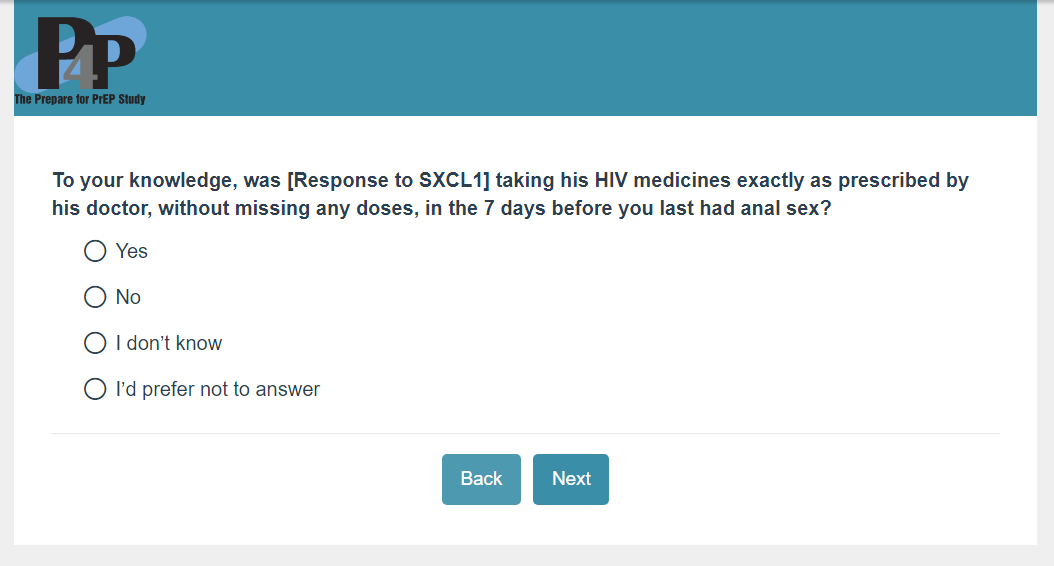 P4P
The Prepare for PrEP Study
To your knowledge, was [Response to SXCL1] taking his HIV medicines exactly as prescribed by
his doctor, without missing any doses, in the 7 days before you last had anal sex?
Yes
No
I don’t know
I’d prefer not to answer
Back
Next